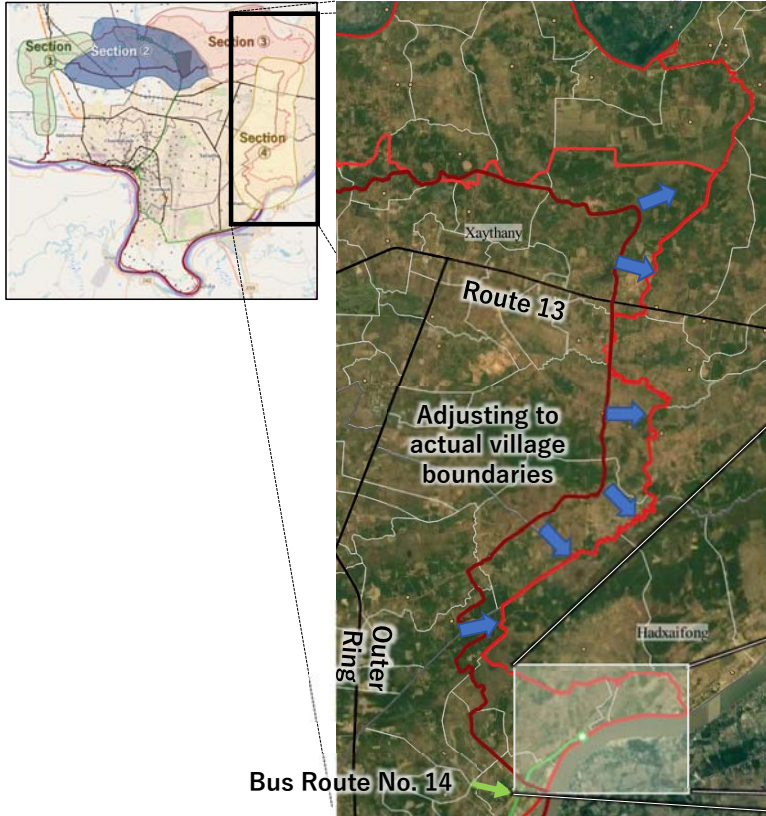 Section
①
Section ②
Section ③
Section
④
Xaythany
Route 13
Adjusting to
actual village
boundaries
Hadxaifong
Outer
Ring
Bus Route No. 14